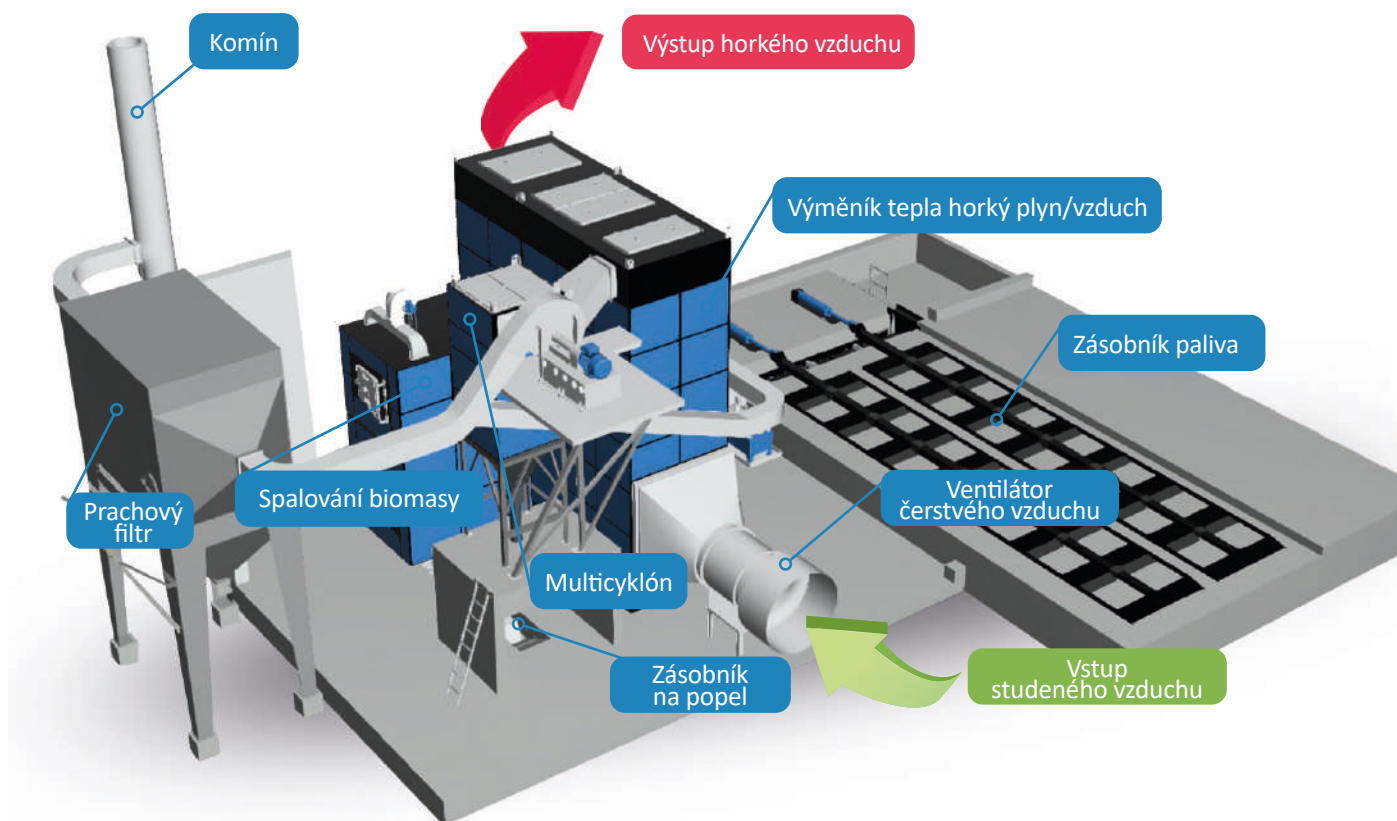 Komín
Výstup horkého vzduchu
Výměník tepla horký plyn/vzduch
Zásobník paliva
Spalování biomasy
Ventilátor
čerstvého vzduchu
Prachový
filtr
Multicyklón
Zásobník
na popel
Vstup
studeného vzduchu